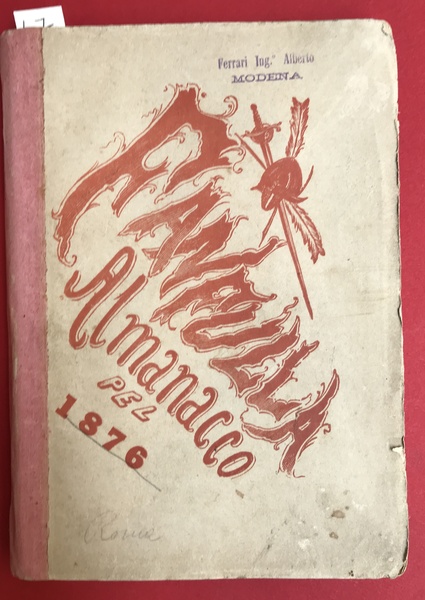 Ferrari Ing.e Alberto
MODENA
FANFULLA
Almanacco
PEL
1876
Roma